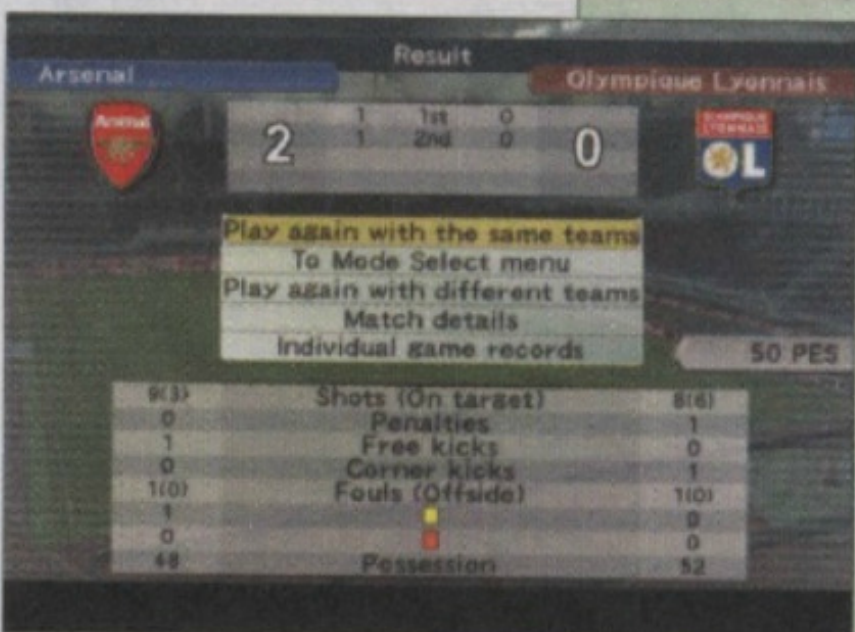 Result
Arsenal
Olympique Lyonnais
Arsenal
2
1 1st 0
1 2nd 0
0
OLYMPIQUE
LYONNAIS
OL
Play again with the same teams
To Mode Select menu
Play again with different teams
Match details
Individual game records
50 PES
9(3) Shots (On target) 8(6)
0 Penalties 1
1 Free kicks 0
0 Corner kicks 1
1(0) Fouls (Offside) 1(0)
1 0
0 0
48 Possession 52